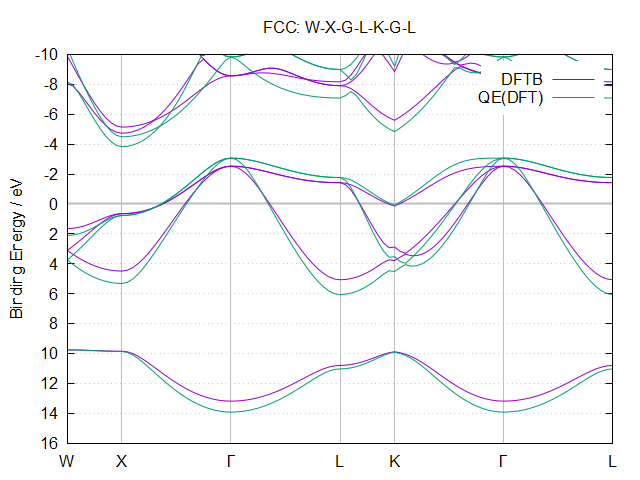 FCC: W-X-G-L-K-G-L
-10
DFTB
-8
QE(DFT)
-6
-4
-2
0
2
4
6
8
10
12
14
16
Binding Energy / eV
W X Γ L K Γ L